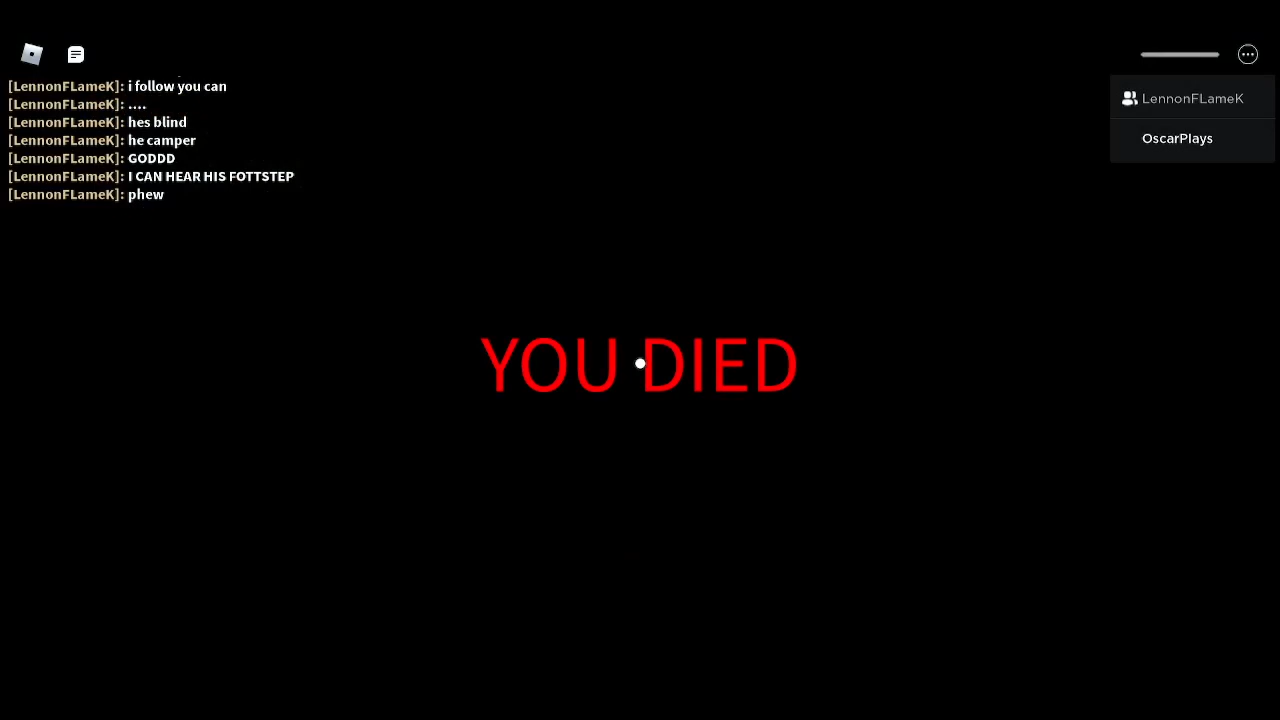 [LennonFLameK]: i follow you can
[LennonFLameK]: ....
[LennonFLameK]: hes blind
[LennonFLameK]: he camper
[LennonFLameK]: GODDD
[LennonFLameK]: I CAN HEAR HIS FOTTSTEP
[LennonFLameK]: phew
LennonFLameK
OscarPlays
YOU DIED